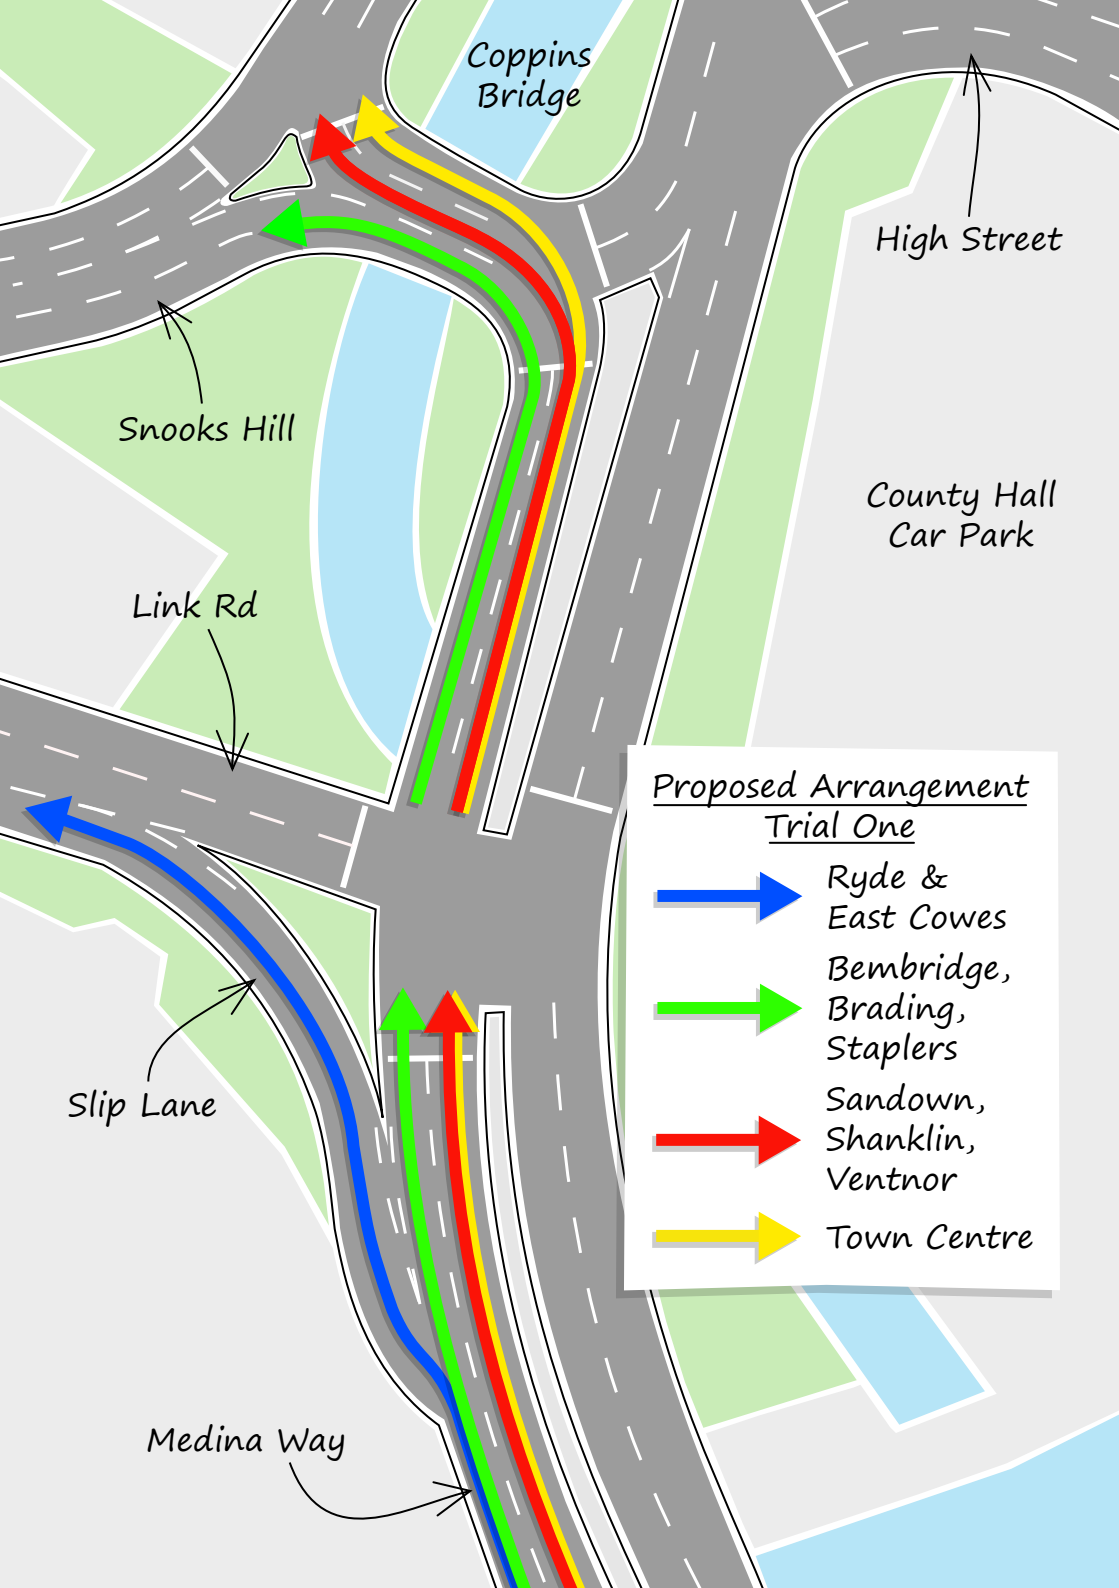 Coppins
Bridge
High Street
Snooks Hill
County Hall
Car Park
Link Rd
Proposed Arrangement
Trial One
Ryde &
East Cowes
Bembridge,
Brading,
Staplers
Sandown,
Shanklin,
Ventnor
Town Centre
Slip Lane
Medina Way